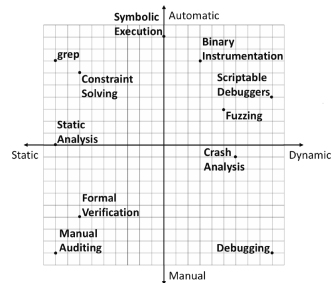 Symbolic
Execution
Automatic
grep
Binary
Instrumentation
Constraint
Solving
Scriptable
Debuggers
Fuzzing
Static
Analysis
Static
Dynamic
Crash
Analysis
Formal
Verification
Manual
Auditing
Debugging
Manual